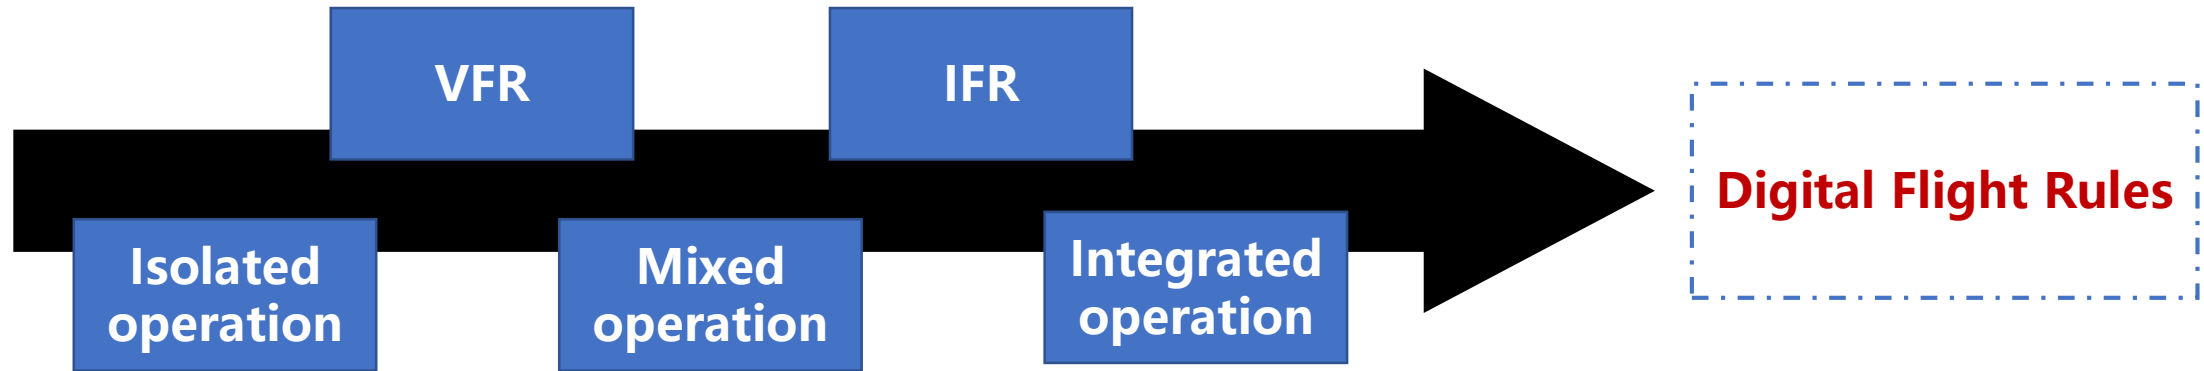 VFR
IFR
Isolated
operation
Mixed
operation
Integrated
operation
Digital Flight Rules